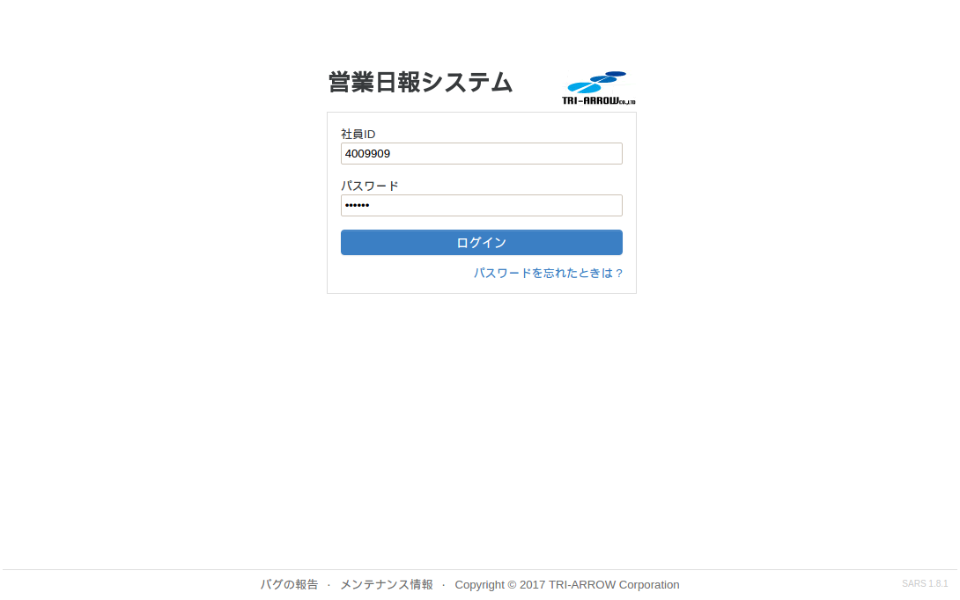 営業日報システム
TRI-ARROW CO.,LTD
社員ID
4009909
パスワード
••••••
ログイン
パスワードを忘れたときは？
バグの報告 · メンテナンス情報 · Copyright © 2017 TRI-ARROW Corporation
SARS 1.8.1